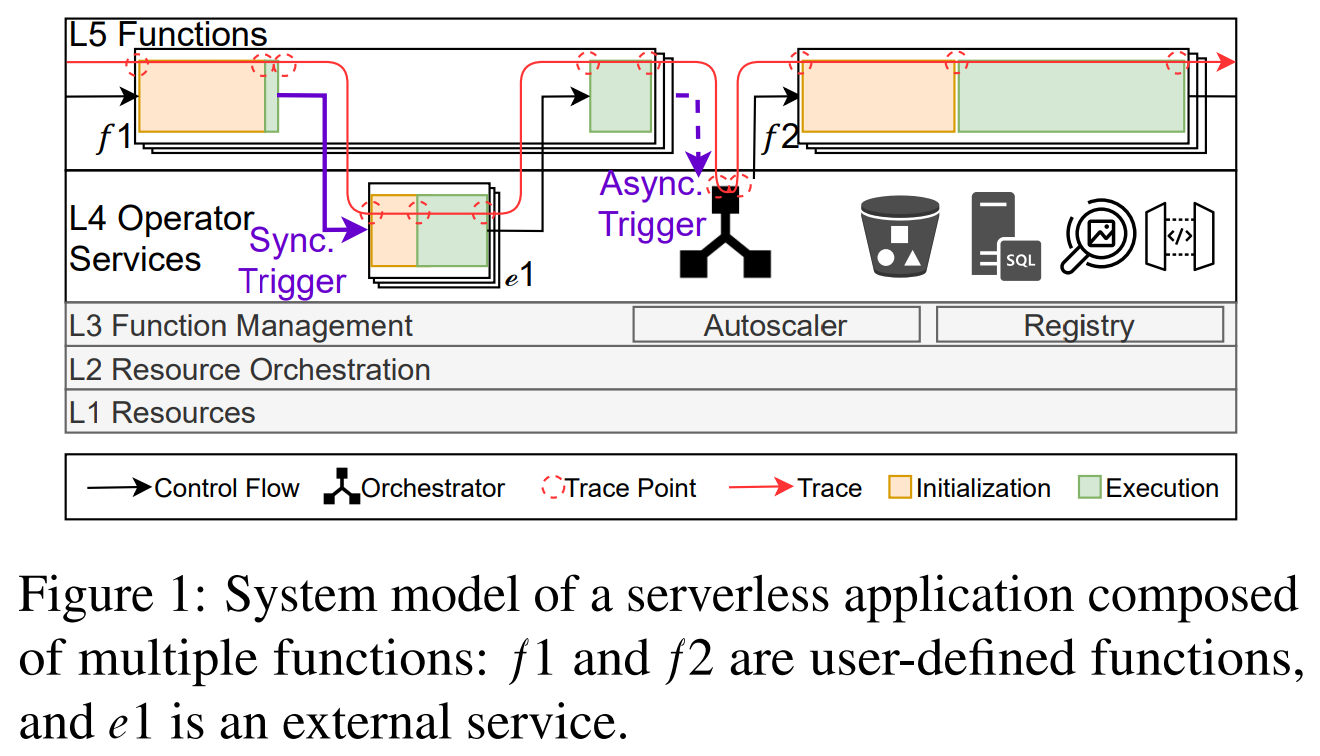 L5 Functions
f1
f2
L4 Operator
Services
Sync.
Trigger
e1
Async.
Trigger
SQL
</>
L3 Function Management
Autoscaler
Registry
L2 Resource Orchestration
L1 Resources
Control Flow
Orchestrator
Trace Point
Trace
Initialization
Execution
Figure 1: System model of a serverless application composed
of multiple functions: f1 and f2 are user-defined functions,
and e1 is an external service.